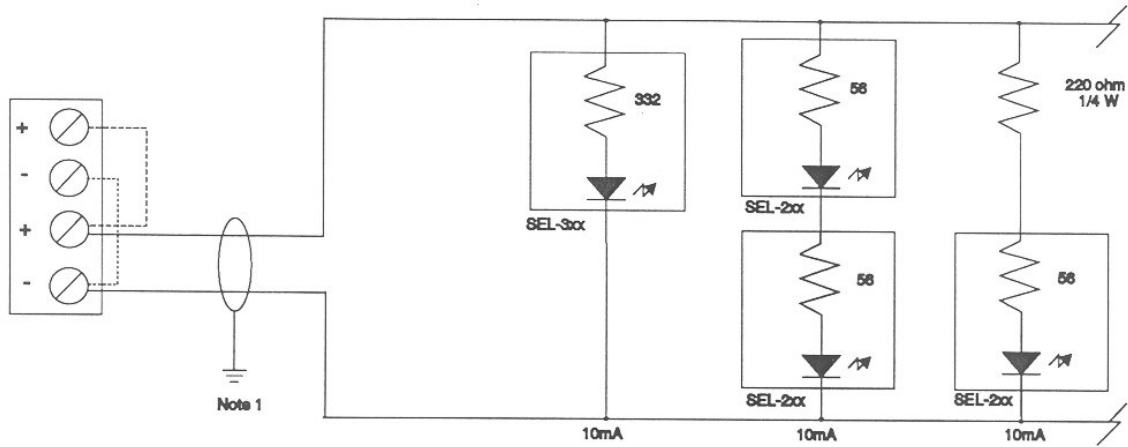 +
-
+
-
332
SEL-3xx
56
SEL-2xx
56
SEL-2xx
220 ohm
1/4 W
56
SEL-2xx
Note 1
10mA
10mA
10mA